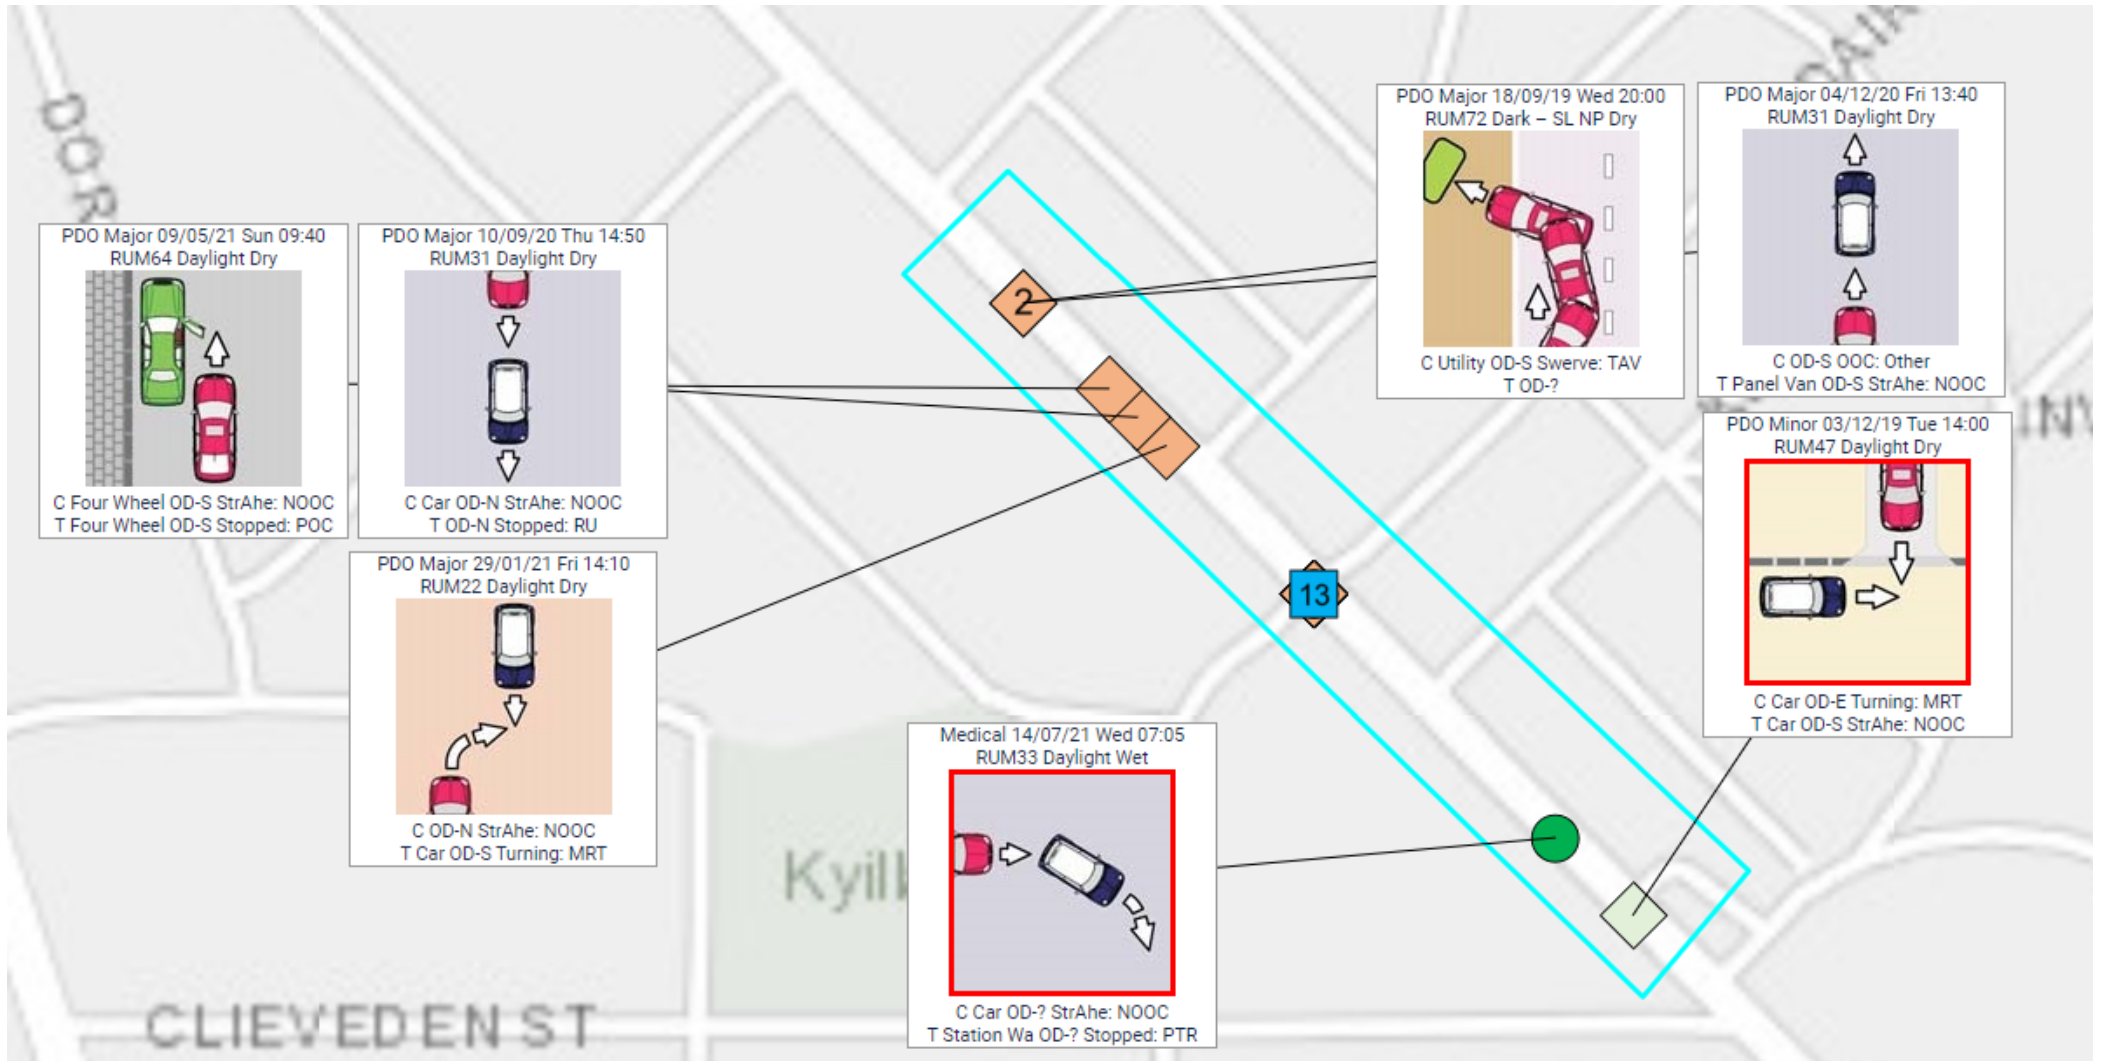 DOR
PDO Major 18/09/19 Wed 20:00
RUM72 Dark – SL NP Dry
C Utility OD-S Swerve: TAV
T OD-?
PDO Major 04/12/20 Fri 13:40
RUM31 Daylight Dry
C OD-S OOC: Other
T Panel Van OD-S StrAhe: NOOC
PDO Major 09/05/21 Sun 09:40
RUM64 Daylight Dry
C Four Wheel OD-S StrAhe: NOOC
T Four Wheel OD-S Stopped: POC
PDO Major 10/09/20 Thu 14:50
RUM31 Daylight Dry
C Car OD-N StrAhe: NOOC
T OD-N Stopped: RU
2
PDO Minor 03/12/19 Tue 14:00
RUM47 Daylight Dry
C Car OD-E Turning: MRT
T Car OD-S StrAhe: NOOC
INV
PDO Major 29/01/21 Fri 14:10
RUM22 Daylight Dry
C OD-N StrAhe: NOOC
T Car OD-S Turning: MRT
13
Medical 14/07/21 Wed 07:05
RUM33 Daylight Wet
C Car OD-? StrAhe: NOOC
T Station Wa OD-? Stopped: PTR
Kyil
CLIEVEDEN ST